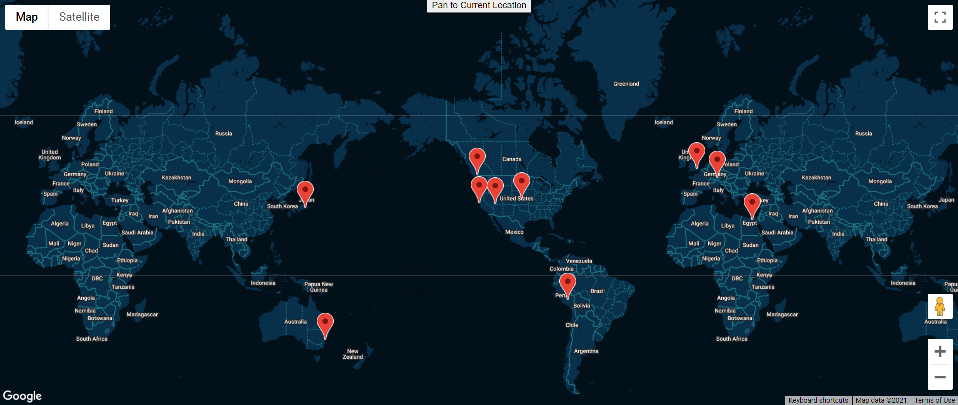 Map
Satellite
Pan to Current Location
Greenland
Iceland
Finland
Sweden
Norway
Russia
United
Kingdom
Poland
Germany
Ukraine
France
Kazakhstan
Mongolia
Italy
Spain
Turkey
China
South Korea
Iraq
Iran
Afghanistan
Pakistan
Algeria
Libya
Egypt
Saudi Arabia
India
Mali
Niger
Chad
Sudan
Thailand
Nigeria
Ethiopia
DRC
Kenya
Tanzania
Indonesia
Papua New
Guinea
Angola
Namibia
Botswana
Madagascar
South Africa
Australia
New
Zealand
Canada
United States
Mexico
Venezuela
Colombia
Peru
Brazil
Bolivia
Chile
Argentina
Iceland
Finland
Sweden
Norway
Russia
Poland
Germany
Ukraine
France
Kazakhstan
Mongolia
Italy
Spain
China
Japan
South Korea
Iraq
Iran
Afghanistan
Pakistan
Algeria
Libya
Egypt
Saudi Arabia
India
Mali
Niger
Chad
Sudan
Thailand
Nigeria
Ethiopia
DRC
Kenya
Tanzania
Indonesia
Angola
Namibia
Botswana
Madagascar
South Africa
Australia
Google
Keyboard shortcuts
Map data ©2021
Terms of Use